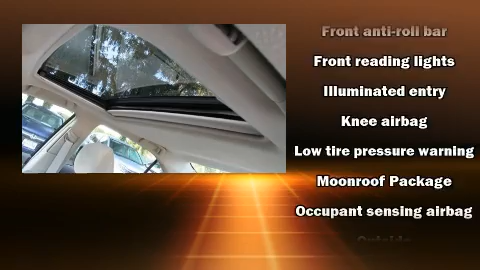 Front anti-roll bar
Front reading lights
Illuminated entry
Knee airbag
Low tire pressure warning
Moonroof Package
Occupant sensing airbag